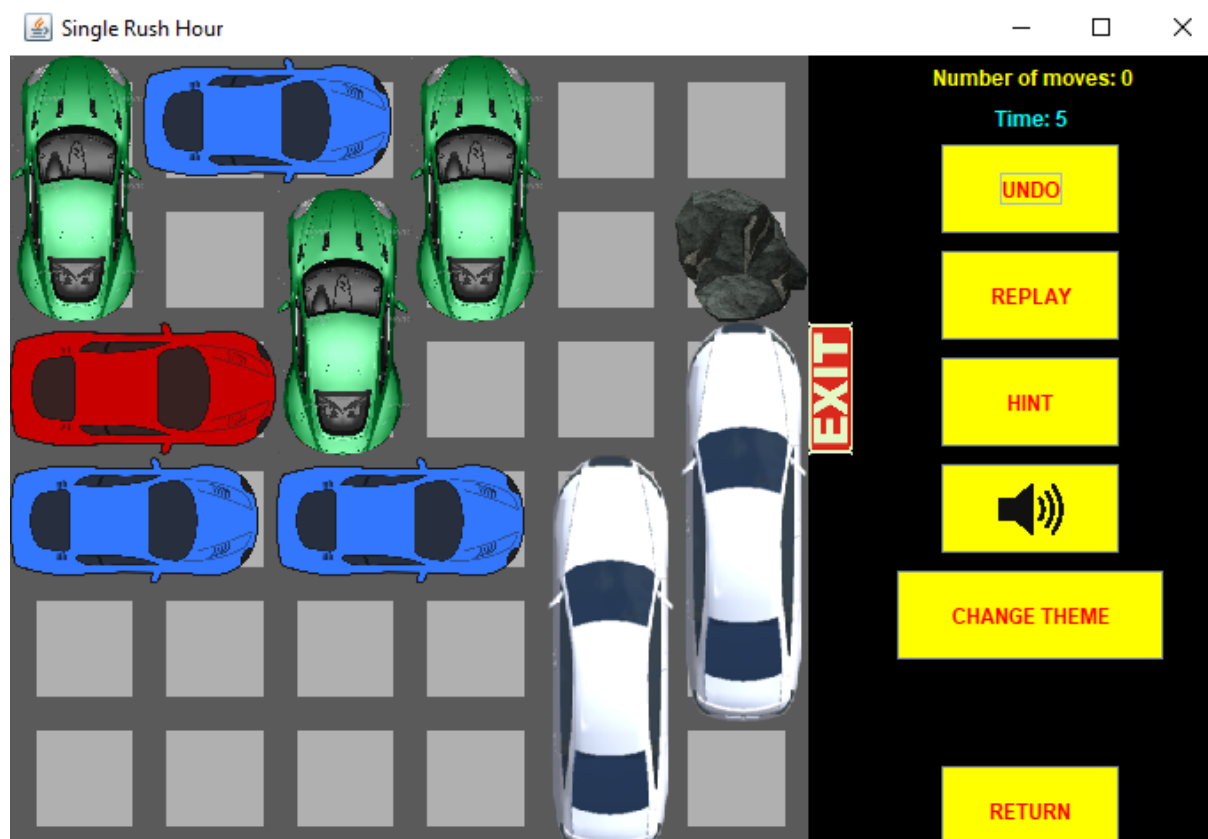 Single Rush Hour
Number of moves: 0
Time: 5
UNDO
REPLAY
HINT
EXIT
CHANGE THEME
RETURN